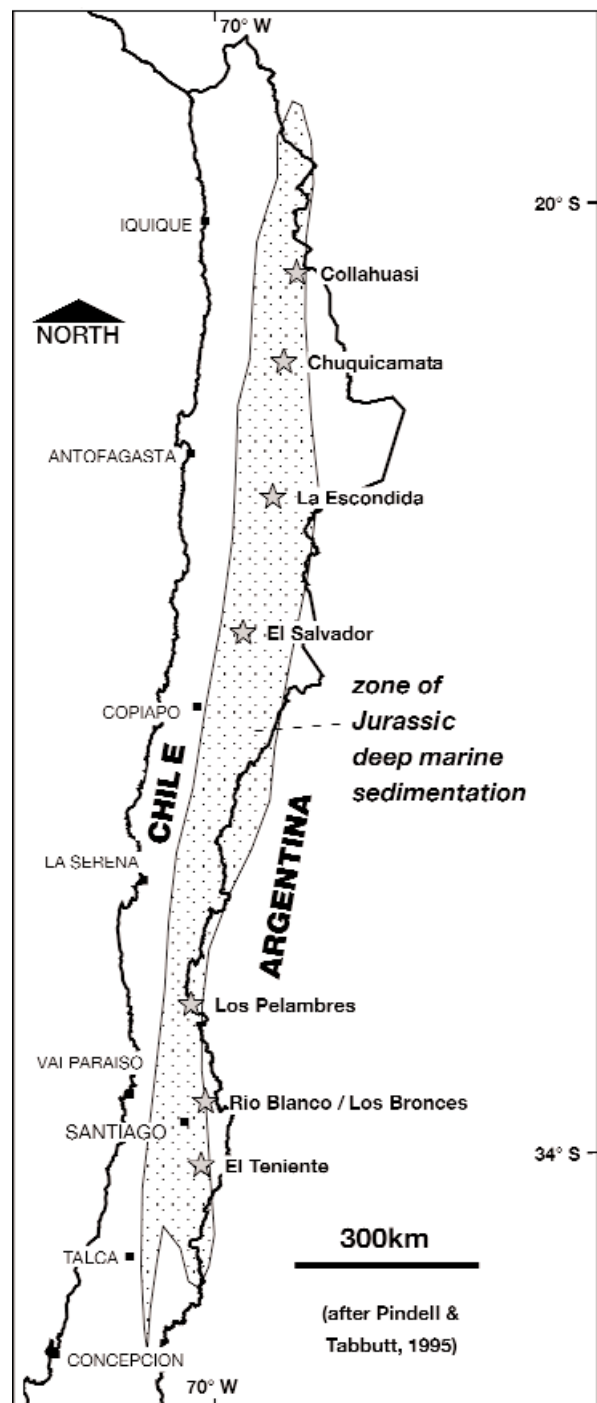 70° W
20° S
IQUIQUE
Collahuasi
NORTH
Chuquicamata
ANTOFAGASTA
La Escondida
El Salvador
zone of
Jurassic
deep marine
sedimentation
COPIAPO
CHILE
LA SERENA
ARGENTINA
Los Pelambres
VAI PARAISO
Rio Blanco / Los Bronces
SANTIAGO
34° S
El Teniente
300km
TALCA
(after Pindell &
Tabbutt, 1995)
CONCEPCION
70° W